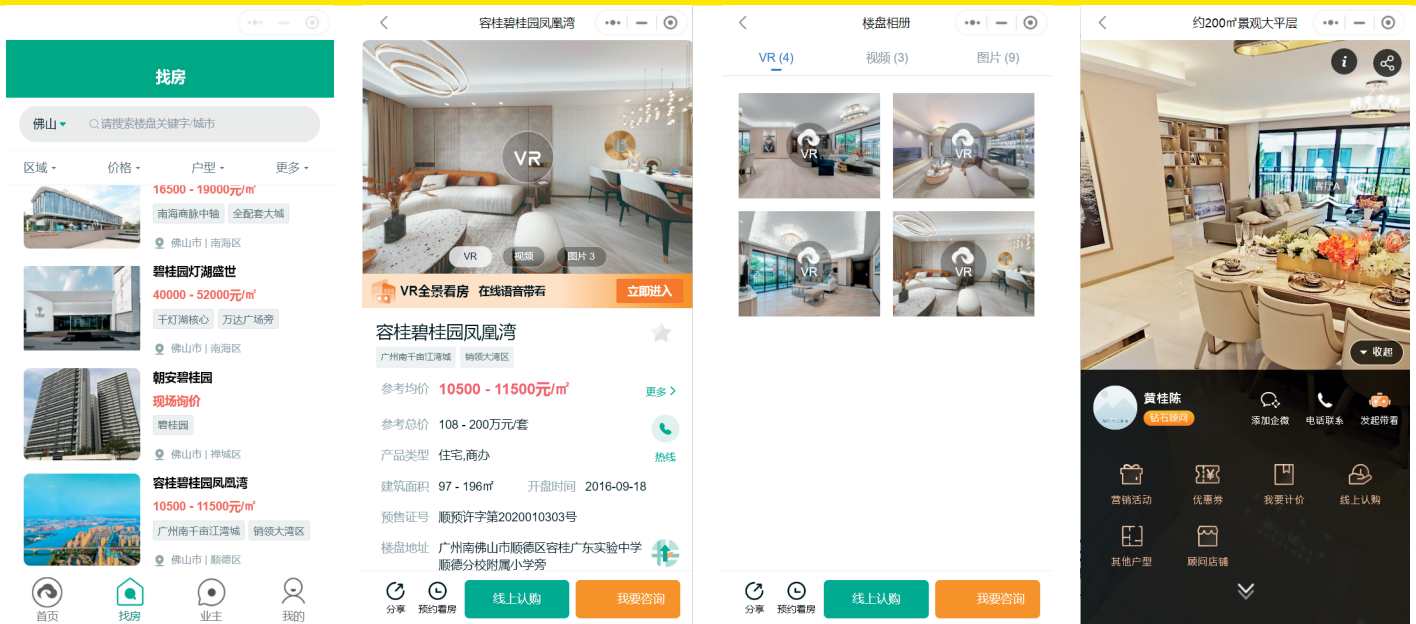 找房
佛山
请搜索楼盘关键字/城市
区域
价格
户型
更多
16500 - 19000元/㎡
南海商脉中轴 全配套大城
佛山市 | 南海区
碧桂园灯湖盛世
40000 - 52000元/㎡
千灯湖核心 万达广场旁
佛山市 | 南海区
朝安碧桂园
现场询价
碧桂园
佛山市 | 禅城区
容桂碧桂园凤凰湾
10500 - 11500元/㎡
广州南千亩江湾城 销领大湾区
佛山市 | 顺德区
首页
找房
业主
我的
容桂碧桂园凤凰湾
VR
VR
视频
图片 3
VR全景看房 在线语音带看
立即进入
容桂碧桂园凤凰湾
广州南千亩江湾城 销领大湾区
参考均价 10500 - 11500元/㎡
更多
参考总价 108 - 200万元/套
产品类型 住宅,商办
热线
建筑面积 97 - 196㎡ 开盘时间 2016-09-18
预售证号 顺预许字第2020010303号
楼盘地址 广州南佛山市顺德区容桂广东实验中学
顺德分校附属小学旁
分享
预约看房
线上认购
我要咨询
楼盘相册
VR (4)
视频 (3)
图片 (9)
VR
VR
VR
VR
分享
预约看房
线上认购
我要咨询
约200㎡景观大平层
i
客厅A
收起
黄桂陈
钻石顾问
添加企微
电话联系
发起带看
营销活动
优惠券
我要计价
线上认购
其他户型
顾问店铺